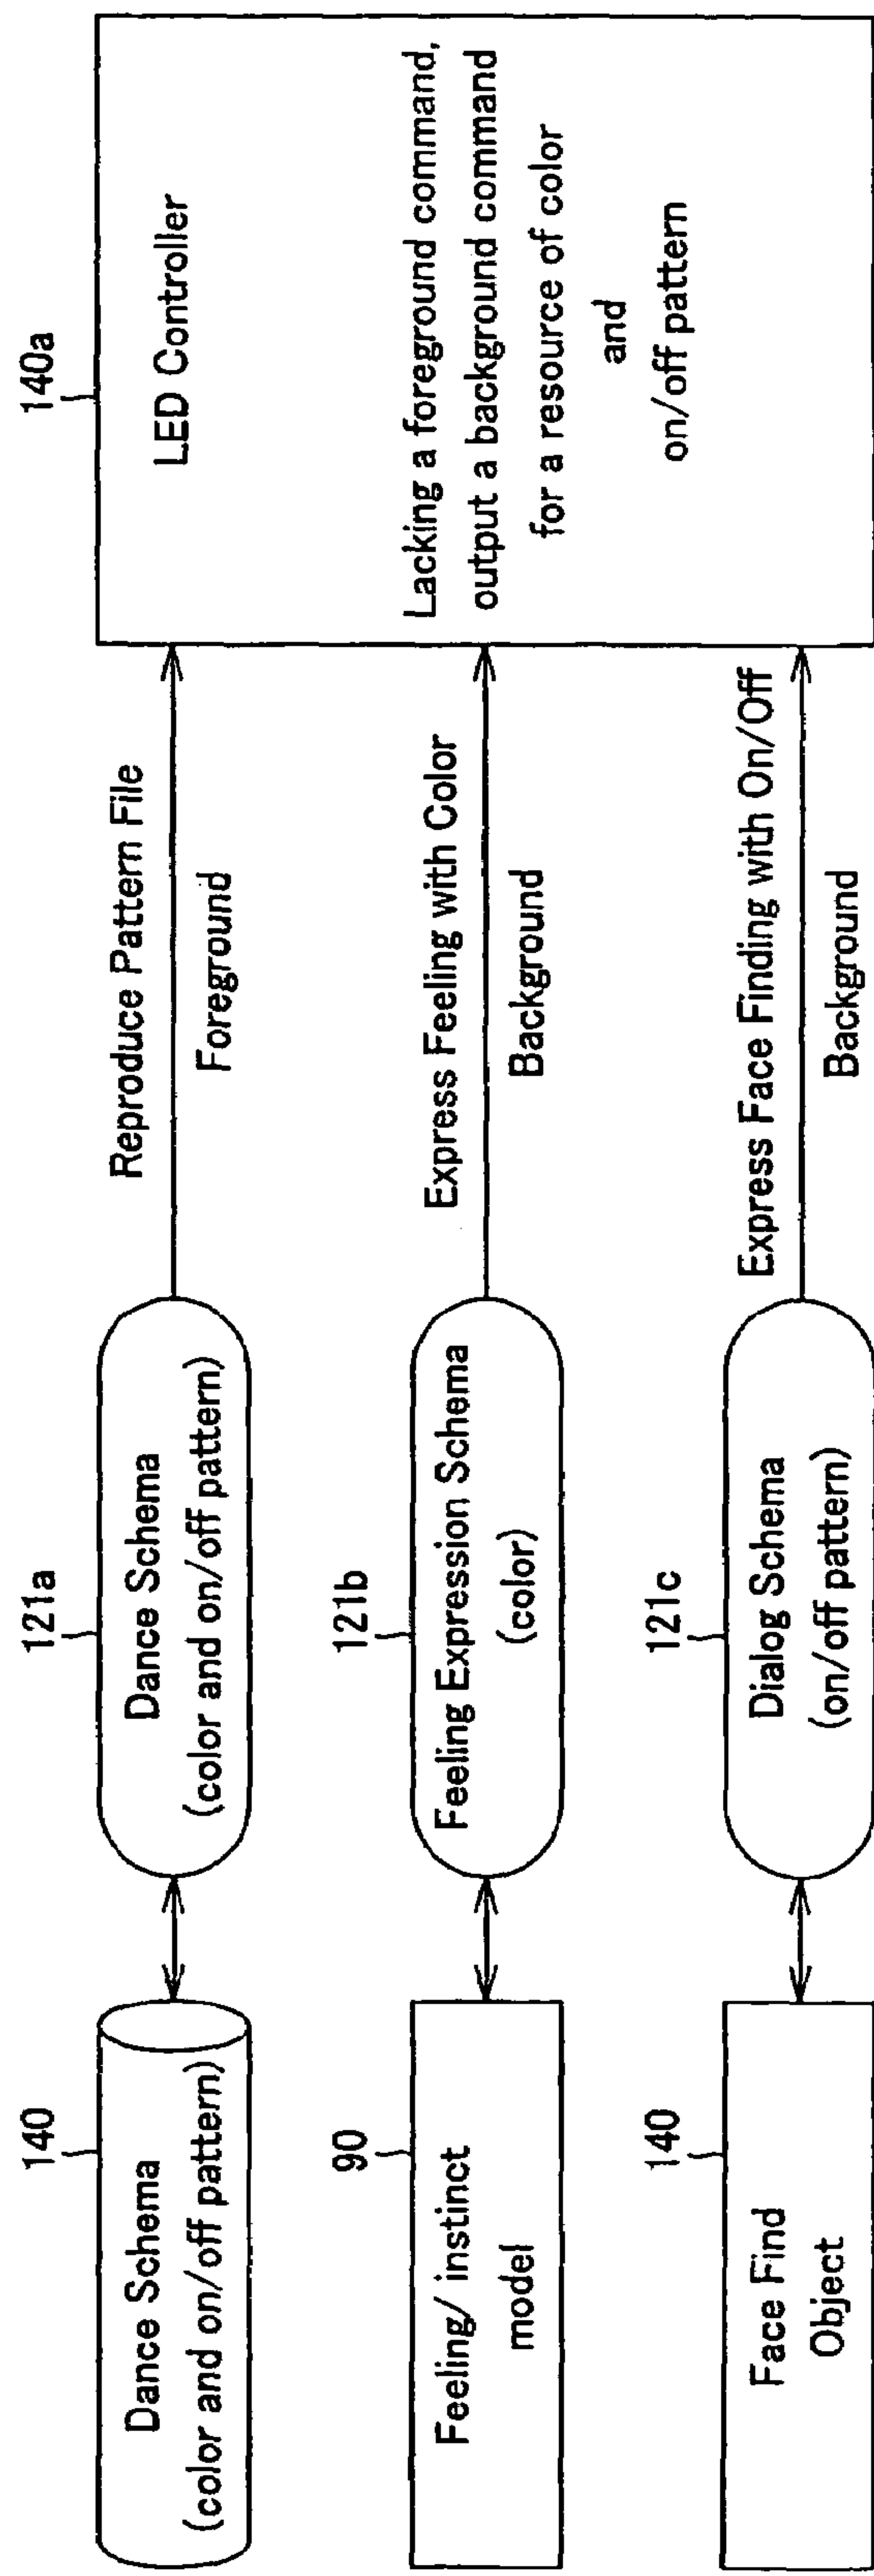 140
Dance Schema
(color and on/off pattern)
121a
Dance Schema
(color and on/off pattern)
Reproduce Pattern File
Foreground
90
Feeling/ instinct
model
121b
Feeling Expression Schema
(color)
Express Feeling with Color
Background
140
Face Find
Object
121c
Dialog Schema
(on/off pattern)
Express Face Finding with On/Off
Background
140a
LED Controller
Lacking a foreground command,
output a background command
for a resource of color
and
on/off pattern